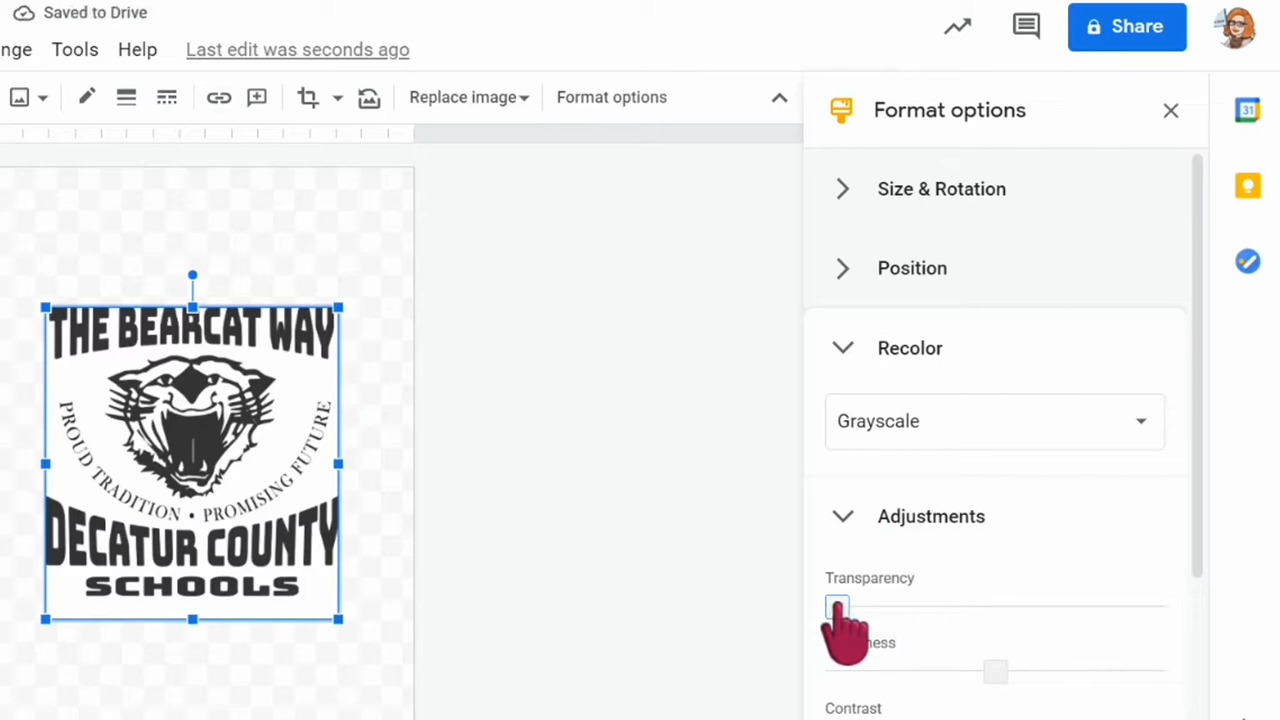 Saved to Drive
nge Tools Help Last edit was seconds ago
Share
Replace image Format options
Format options
31
Size & Rotation
Position
Recolor
Grayscale
Adjustments
Transparency
ness
Contrast
THE BEARCAT WAY
PROUD TRADITION • PROMISING FUTURE
DECATUR COUNTY
SCHOOLS